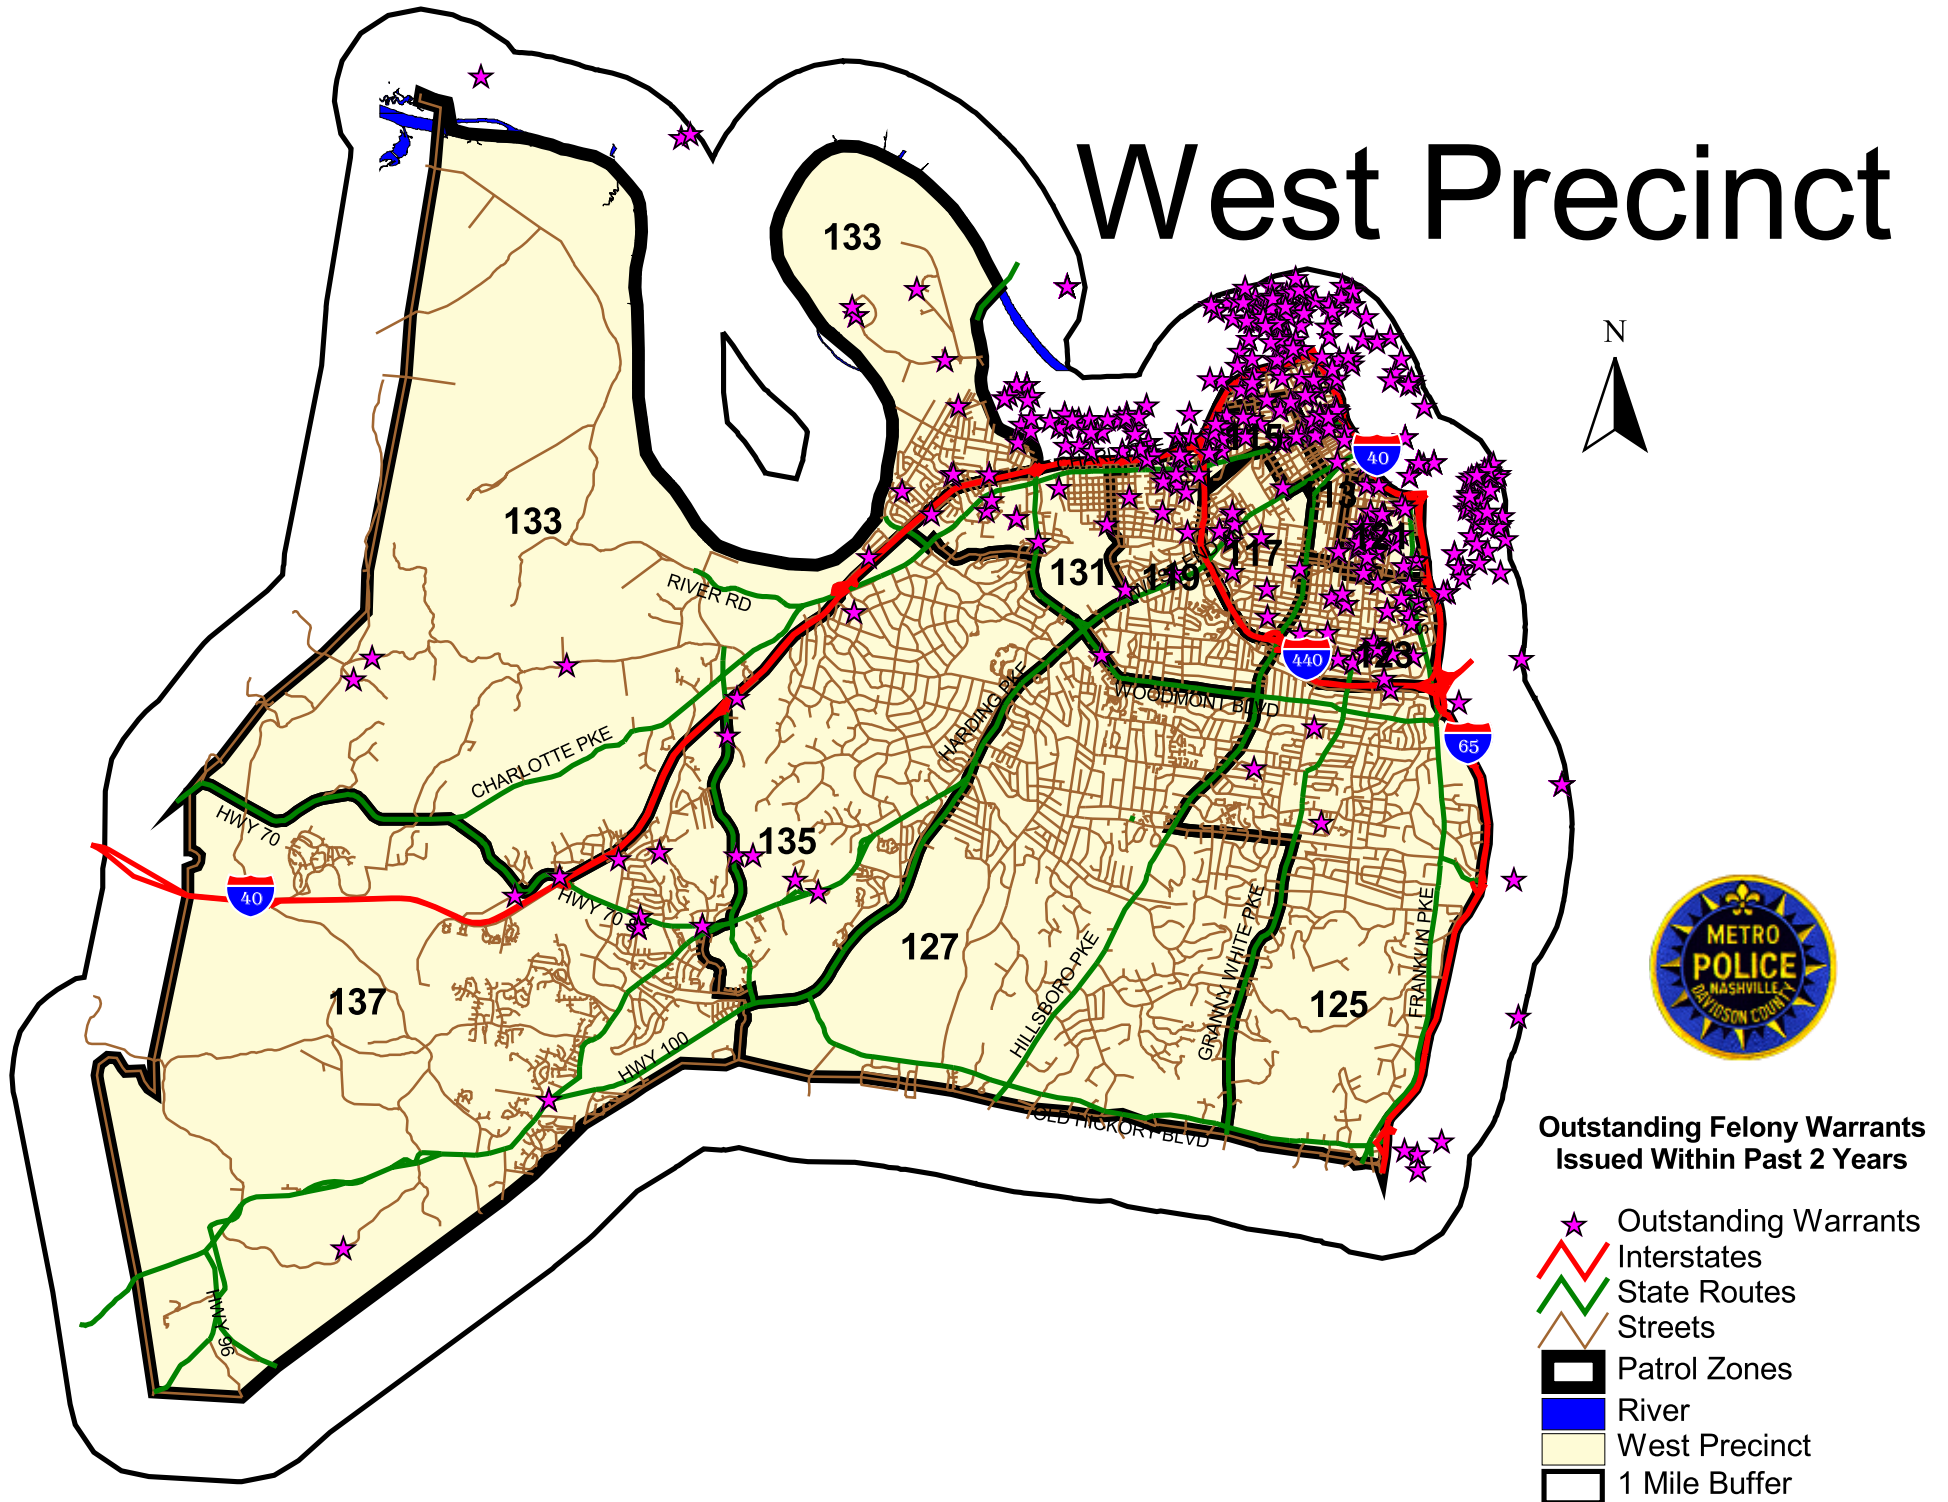 West Precinct
N
133
133
115
40
13
121
117
131
119
RIVER RD
123
440
WOODMONT BLVD
HARDING PKE
65
CHARLOTTE PKE
HWY 70
135
40
HWY 70 S
127
137
HILLSBORO PKE
GRANNY WHITE PKE
FRANKLIN PKE
125
HWY 100
OLD HICKORY BLVD
HWY 96
METRO
POLICE
NASHVILLE
DAVIDSON COUNTY
Outstanding Felony Warrants
Issued Within Past 2 Years
Outstanding Warrants
Interstates
State Routes
Streets
Patrol Zones
River
West Precinct
1 Mile Buffer